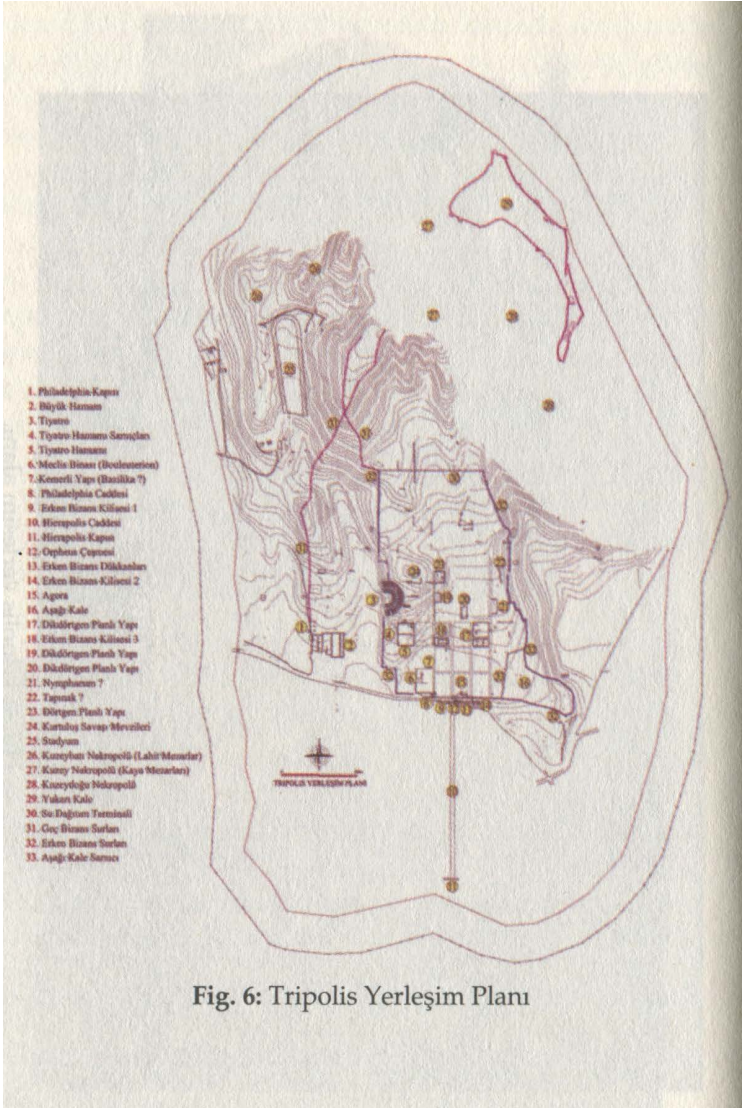 1. Philadelphia Kapısı
2. Büyük Hamam
3. Tiyatro
4. Tiyatro Hamamı Sarnıçları
5. Tiyatro Hamamı
6. Meclis Binası (Bouleuterion)
7. Kemerli Yapı (Bazilika ?)
8. Philadelphia Caddesi
9. Erken Bizans Kilisesi 1
10. Hierapolis Caddesi
11. Hierapolis Kapısı
12. Orpheus Çeşmesi
13. Erken Bizans Dükkanları
14. Erken Bizans Kilisesi 2
15. Agora
16. Aşağı Kale
17. Dikdörtgen Planlı Yapı
18. Erken Bizans Kilisesi 3
19. Dikdörtgen Planlı Yapı
20. Dikdörtgen Planlı Yapı
21. Nymphaeum ?
22. Tapınak ?
23. Dörtgen Planlı Yapı
24. Kurtuluş Savaşı Mevzileri
25. Stadyum
26. Kuzeybatı Nekropolü (Lahit Mezarlar)
27. Kuzey Nekropolü (Kaya Mezarları)
28. Kuzeydoğu Nekropolü
29. Yukarı Kale
30. Su Dağıtım Terminali
31. Geç Bizans Surları
32. Erken Bizans Surları
33. Aşağı Kale Sarnıcı
TRIPOLIS YERLEŞİM PLANI
Fig. 6: Tripolis Yerleşim Planı